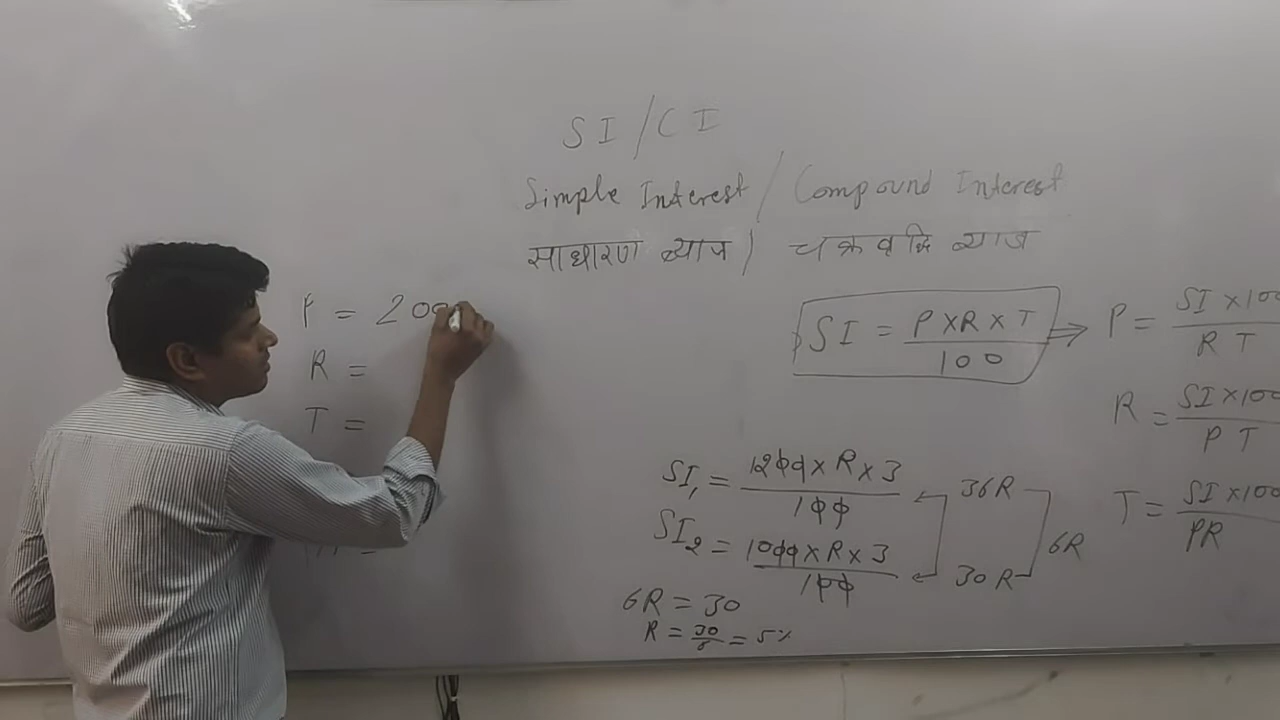 SI/CI
Simple Interest / Compound Interest
साधारण ब्याज / चक्रवृद्धि ब्याज
P = 200
R =
T =
SI = P×R×T / 100 ⇒ P = SI×100 / R T
R = SI×100 / P T
T = SI×100 / PR
SI₁ = 1200×R×3 / 100 ← 36R
SI₂ = 1000×R×3 / 100 ← 30R
6R
6R = 30
R = 30/6 = 5%